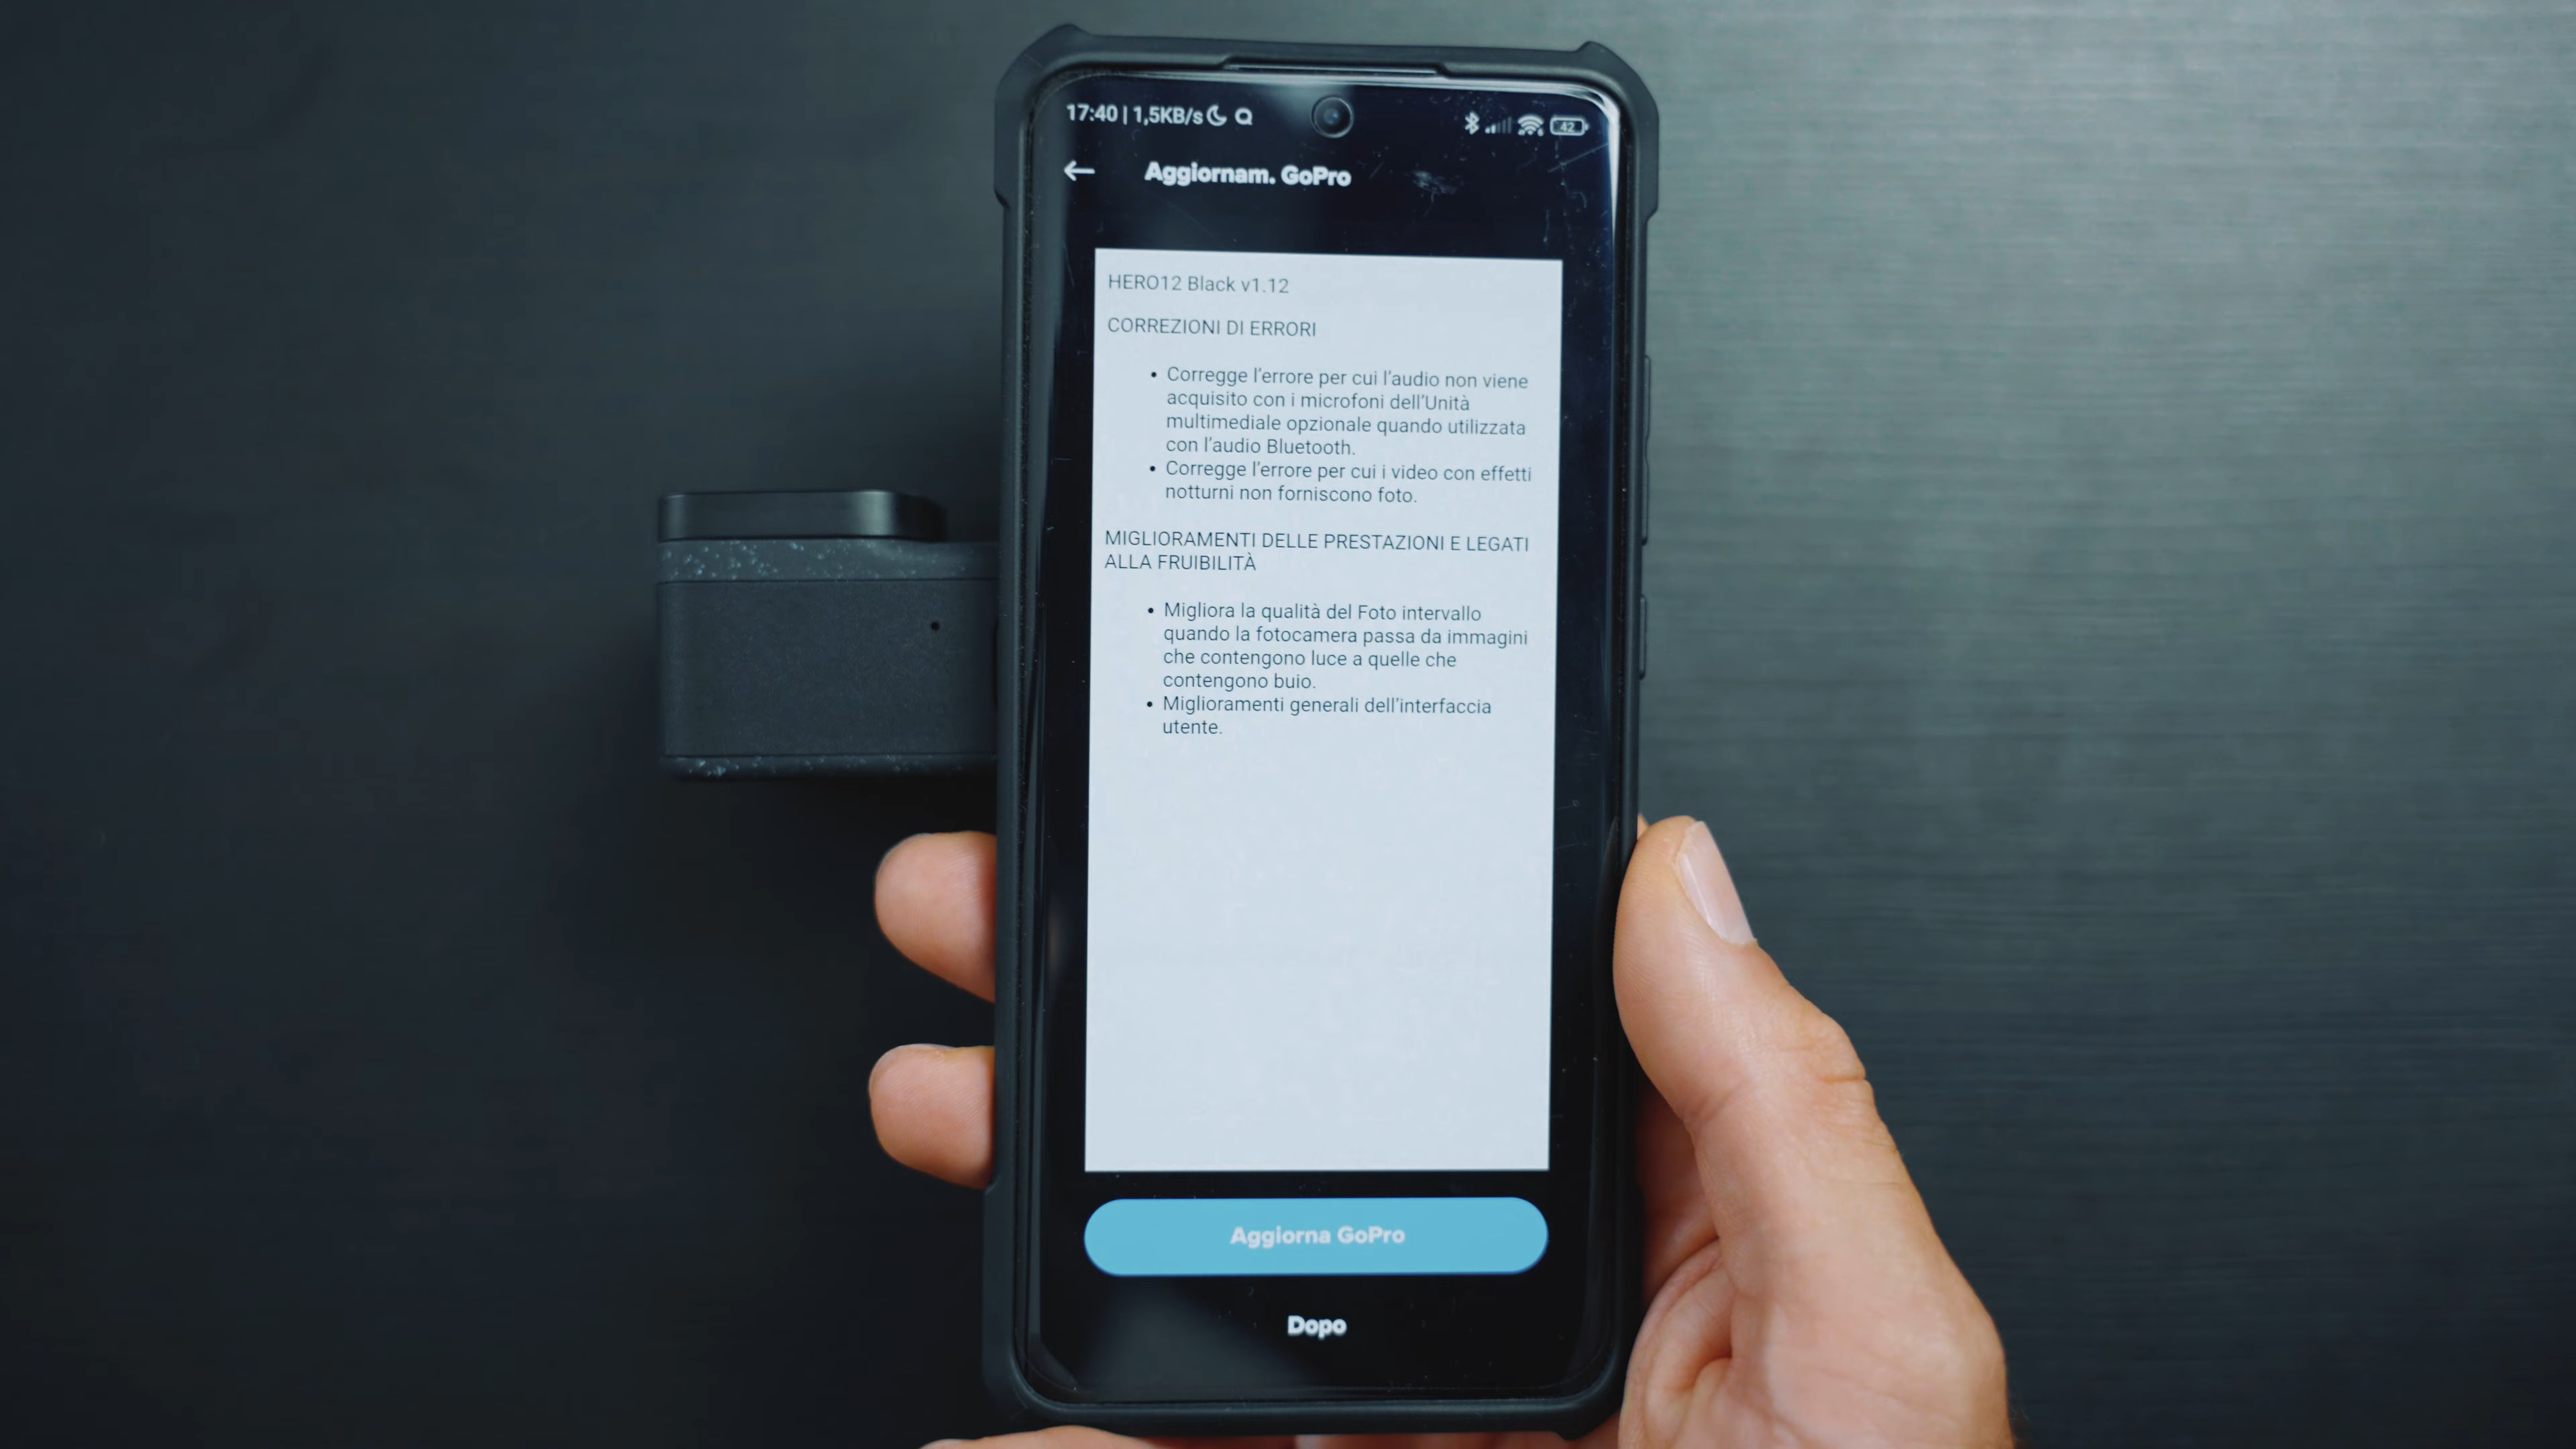 17:40 | 1,5KB/s
42
Aggiornam. GoPro
HERO12 Black v1.12
CORREZIONI DI ERRORI
• Corregge l'errore per cui l'audio non viene
acquisito con i microfoni dell'Unità
multimediale opzionale quando utilizzata
con l'audio Bluetooth.
• Corregge l'errore per cui i video con effetti
notturni non forniscono foto.
MIGLIORAMENTI DELLE PRESTAZIONI E LEGATI
ALLA FRUIBILITÀ
• Migliora la qualità del Foto intervallo
quando la fotocamera passa da immagini
che contengono luce a quelle che
contengono buio.
• Miglioramenti generali dell'interfaccia
utente.
Aggiorna GoPro
Dopo